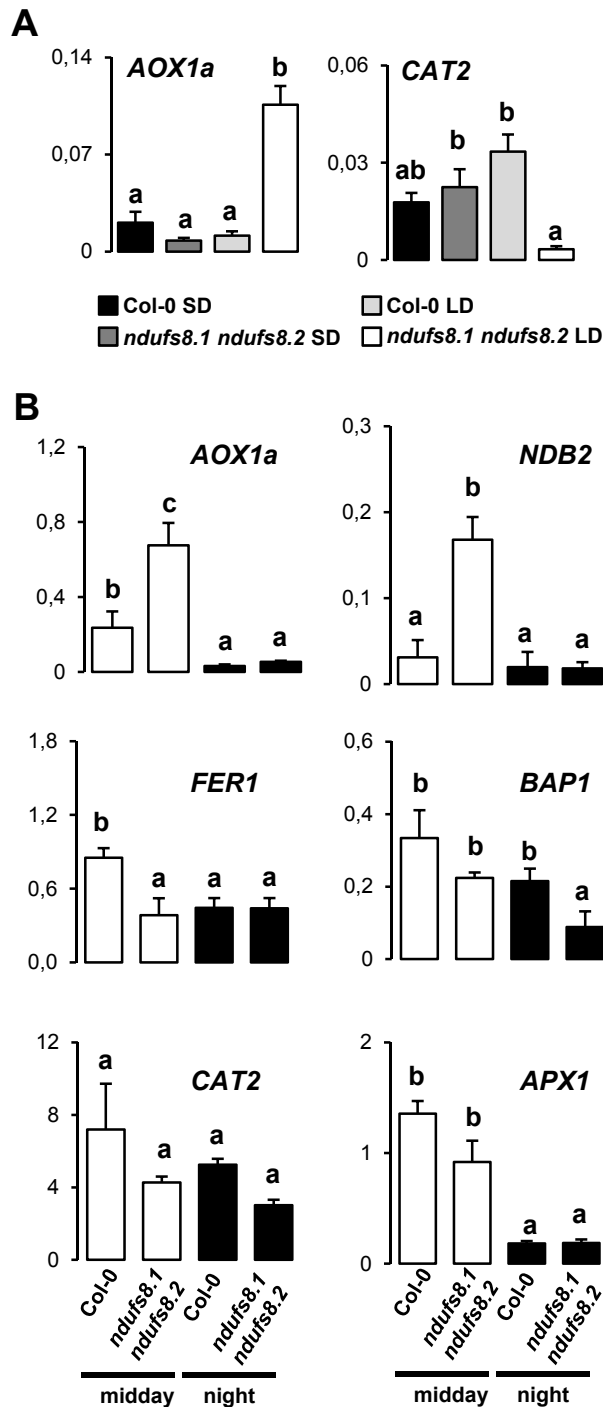 A
AOX1a
CAT2
0,14
0,07
0
a
a
a
b
0,06
0,03
0
ab
b
b
a
Col-0 SD
Col-0 LD
ndufs8.1 ndufs8.2 SD
ndufs8.1 ndufs8.2 LD
B
AOX1a
1,2
0,8
0,4
0
b
c
a
a
NDB2
0,3
0,2
0,1
0
a
b
a
a
FER1
1,8
1,2
0,6
0,0
b
a
a
a
BAP1
0,6
0,4
0,2
0
b
b
b
a
CAT2
12
8
4
0
a
a
a
a
APX1
2
1
0
b
b
a
a
Col-0
ndufs8.1
ndufs8.2
Col-0
ndufs8.1
ndufs8.2
midday
night
Col-0
ndufs8.1
ndufs8.2
Col-0
ndufs8.1
ndufs8.2
midday
night